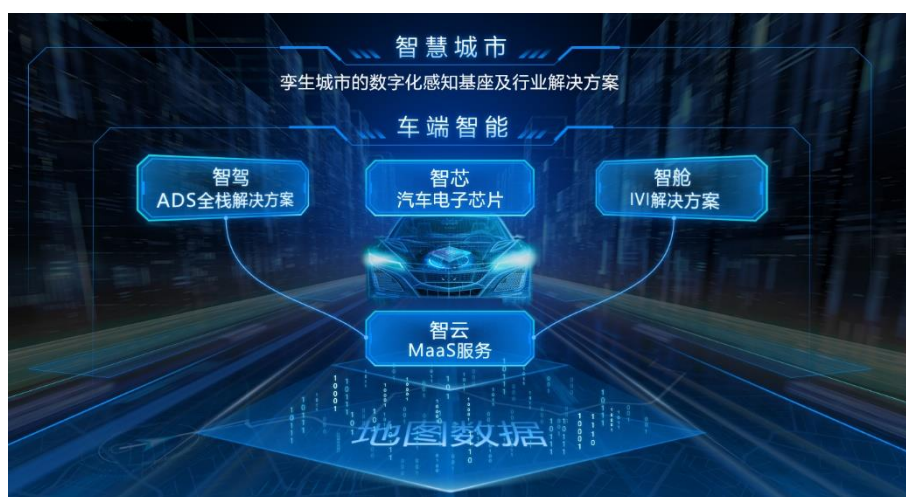 智慧城市
孪生城市的数字化感知基座及行业解决方案
车端智能
智驾
ADS全栈解决方案
智芯
汽车电子芯片
智舱
IVI解决方案
智云
MaaS服务
地图数据